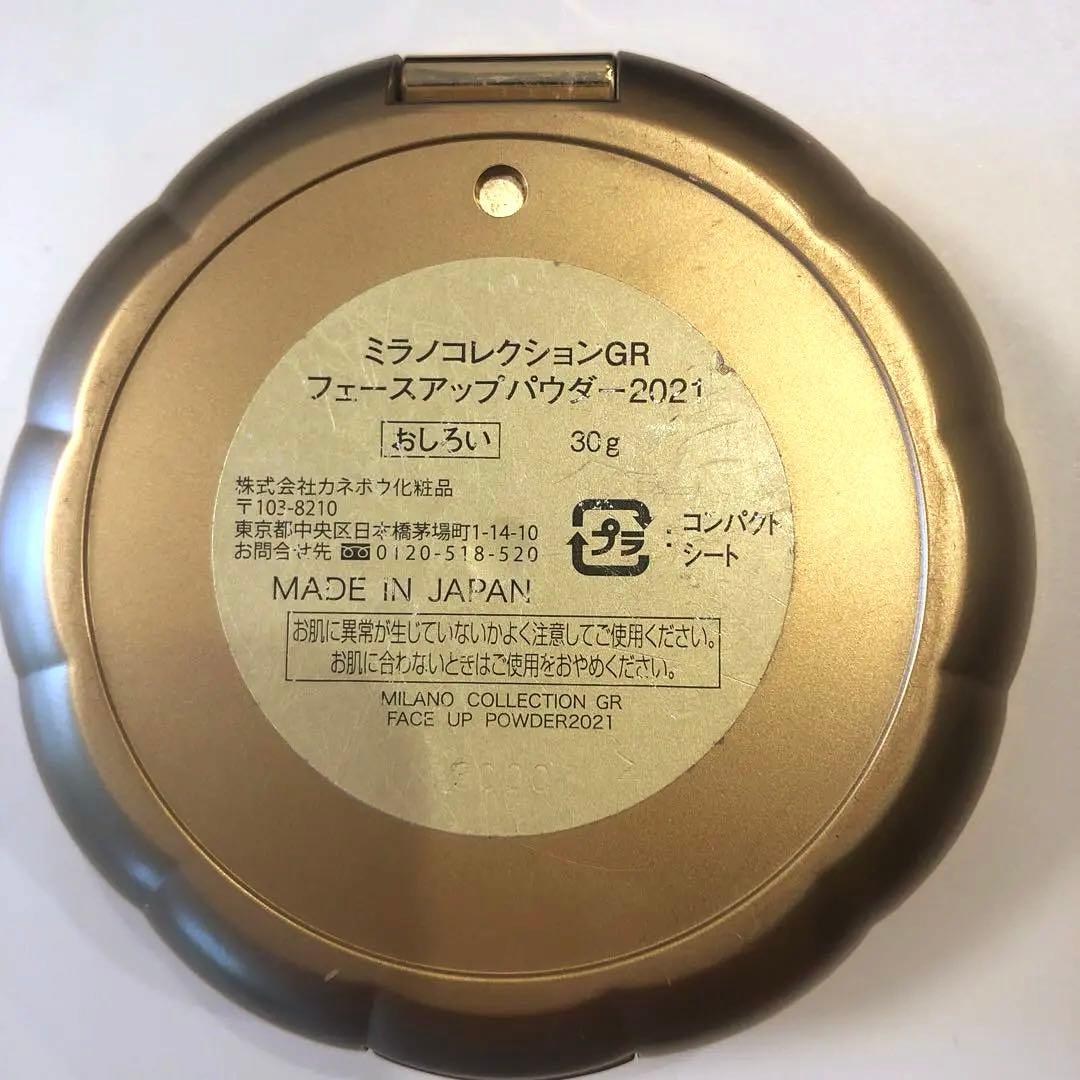 ミラノコレクションGR
フェースアップパウダー2021
おしろい 30g
株式会社カネボウ化粧品
〒103-8210
東京都中央区日本橋茅場町1-14-10
お問合せ先 0120-518-520
プラ : コンパクト
シート
MADE IN JAPAN
お肌に異常が生じていないかよく注意してご使用ください。
お肌に合わないときはご使用をおやめください。
MILANO COLLECTION GR
FACE UP POWDER2021